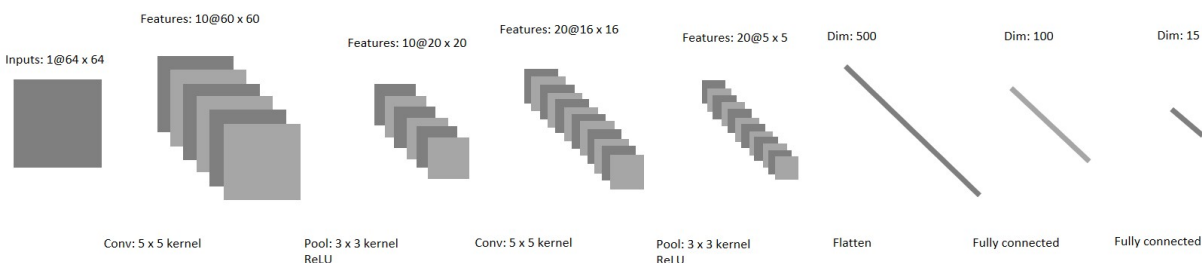 Features: 10@60 x 60
Features: 20@16 x 16
Features: 10@20 x 20
Features: 20@5 x 5
Dim: 500
Dim: 100
Dim: 15
Inputs: 1@64 x 64
Conv: 5 x 5 kernel
Pool: 3 x 3 kernel
ReLU
Conv: 5 x 5 kernel
Pool: 3 x 3 kernel
ReLU
Flatten
Fully connected
Fully connected